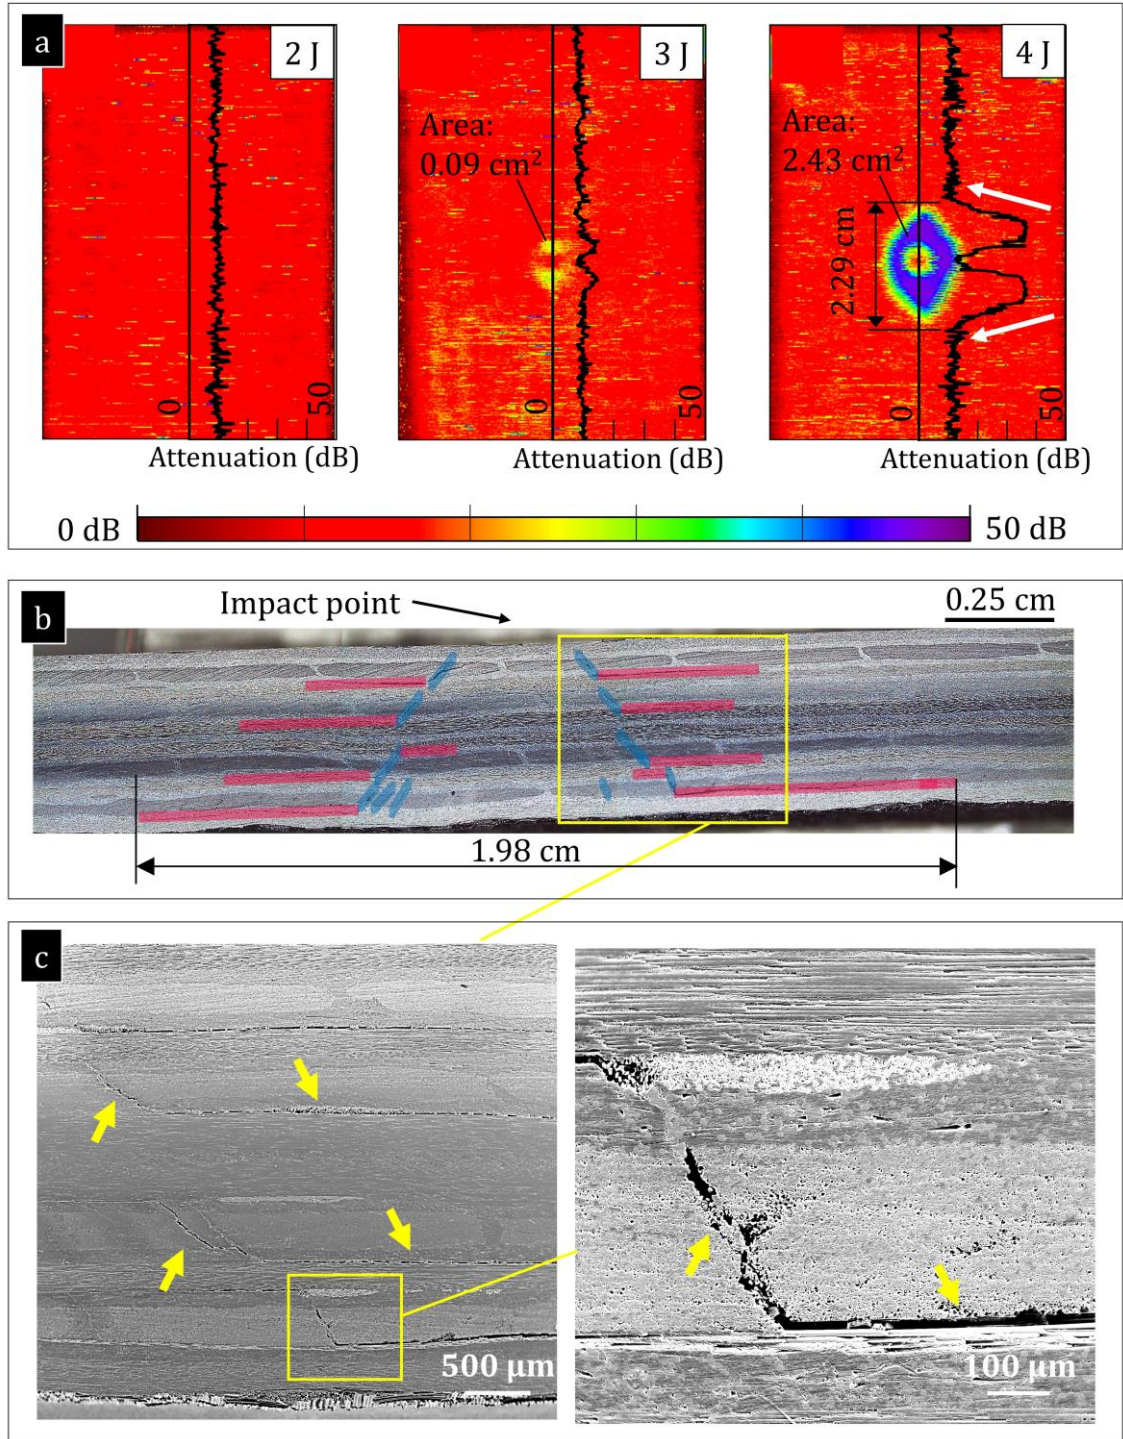 a
2 J
3 J
4 J
Area:
0.09 cm²
Area:
2.43 cm²
2.29 cm
0
50
0
50
0
50
Attenuation (dB)
Attenuation (dB)
Attenuation (dB)
0 dB
50 dB
b
Impact point
0.25 cm
1.98 cm
c
500 µm
100 µm